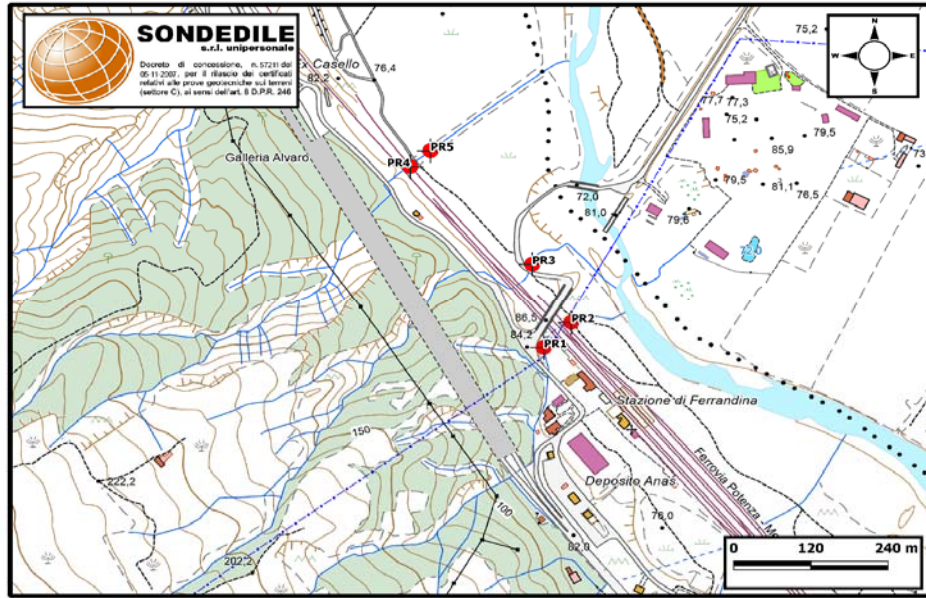 SONDEDILE
s.r.l. unipersonale
Decreto di concessione, n. 57211 del
05-11-2007, per il rilascio dei certificati
relativi alle prove geotecniche sui terreni
(settore C), ai sensi dell'art. 8 D.P.R. 246
Casello
82,2
76,4
75,2
N
W
E
S
77,7
77,3
75,2
79,5
85,9
73
Galleria Alvaro
PR5
PR4
79,5
81,1
76,5
72,0
81,0
79,6
72
PR3
86,5
PR2
84,2
PR1
Stazione di Ferrandina
150
Ferrovia Potenza - Me
222,2
Deposito Anas
100
78,0
82,0
202,2
0
120
240 m